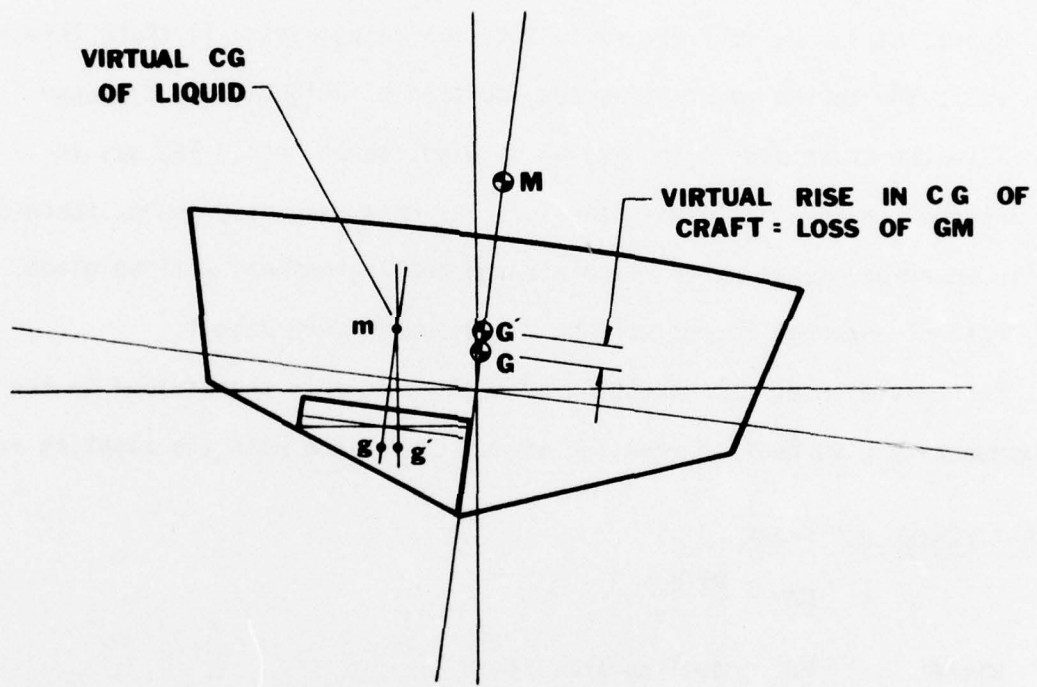 VIRTUAL CG
OF LIQUID
M
VIRTUAL RISE IN CG OF
CRAFT = LOSS OF GM
m
G´
G
g
g´